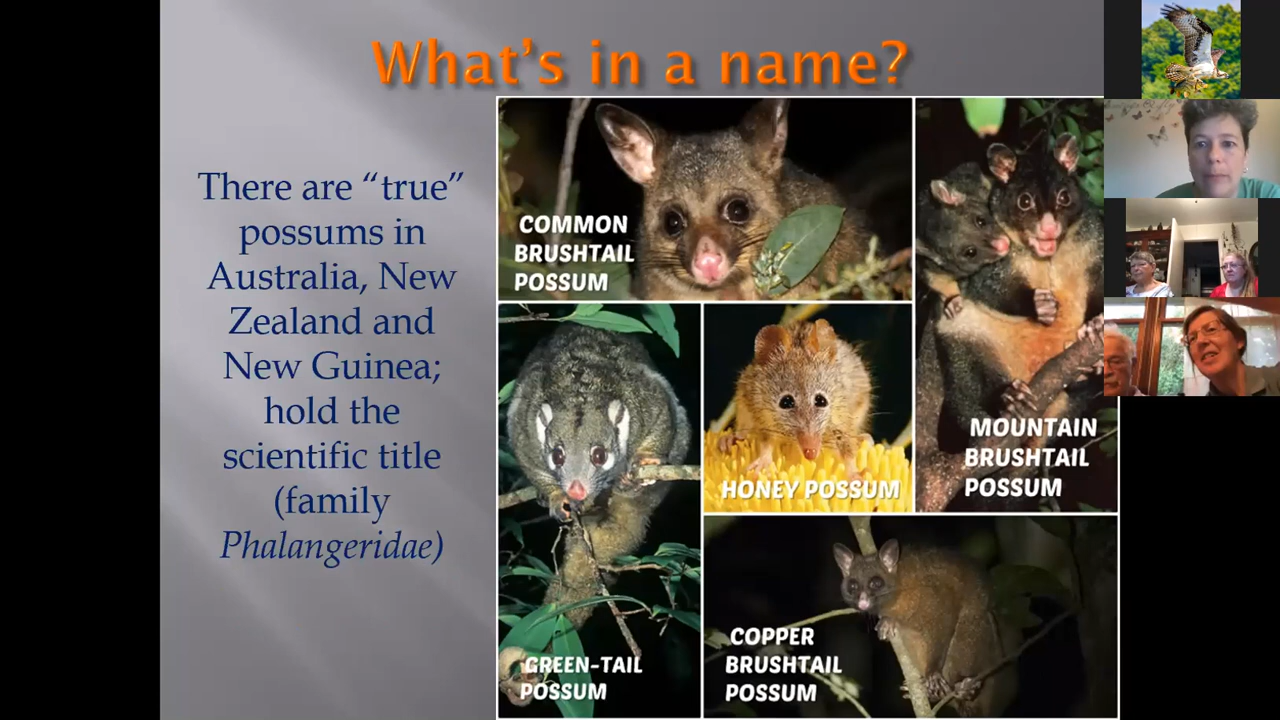 What's in a name?
There are “true”
possums in
Australia, New
Zealand and
New Guinea;
hold the
scientific title
(family
Phalangeridae)
COMMON
BRUSHTAIL
POSSUM
MOUNTAIN
BRUSHTAIL
POSSUM
HONEY POSSUM
GREEN-TAIL
POSSUM
COPPER
BRUSHTAIL
POSSUM